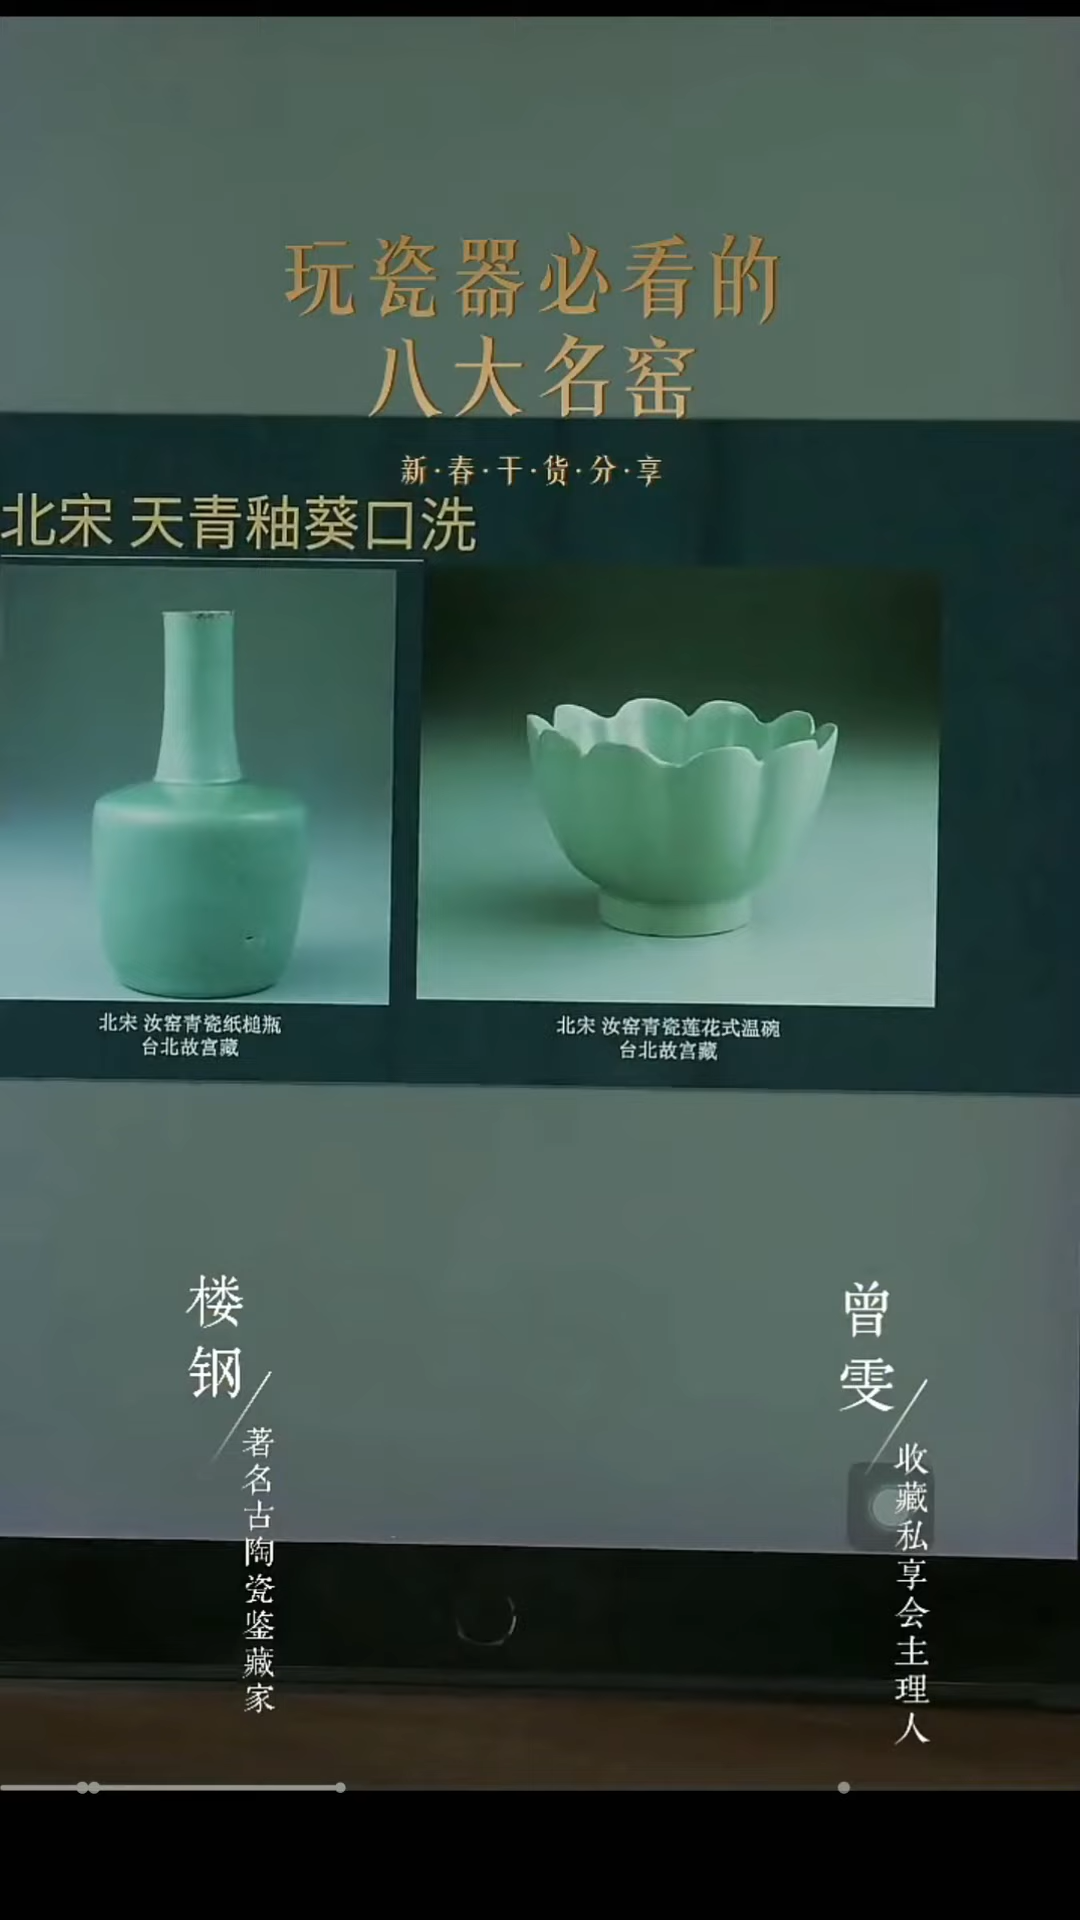 玩瓷器必看的
八大名窑
新·春·干·货·分·享
北宋 天青釉葵口洗
北宋 汝窑青瓷纸槌瓶
台北故宫藏
北宋 汝窑青瓷莲花式温碗
台北故宫藏
楼钢
著名古陶瓷鉴藏家
曾雯
收藏私享会主理人